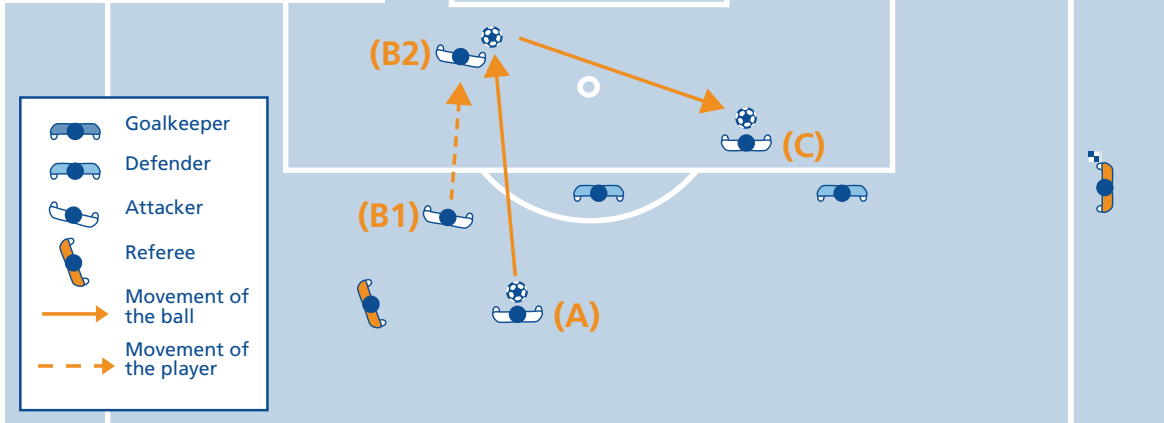 (B2)
(C)
(B1)
(A)
Goalkeeper
Defender
Attacker
Referee
Movement of
the ball
Movement of
the player